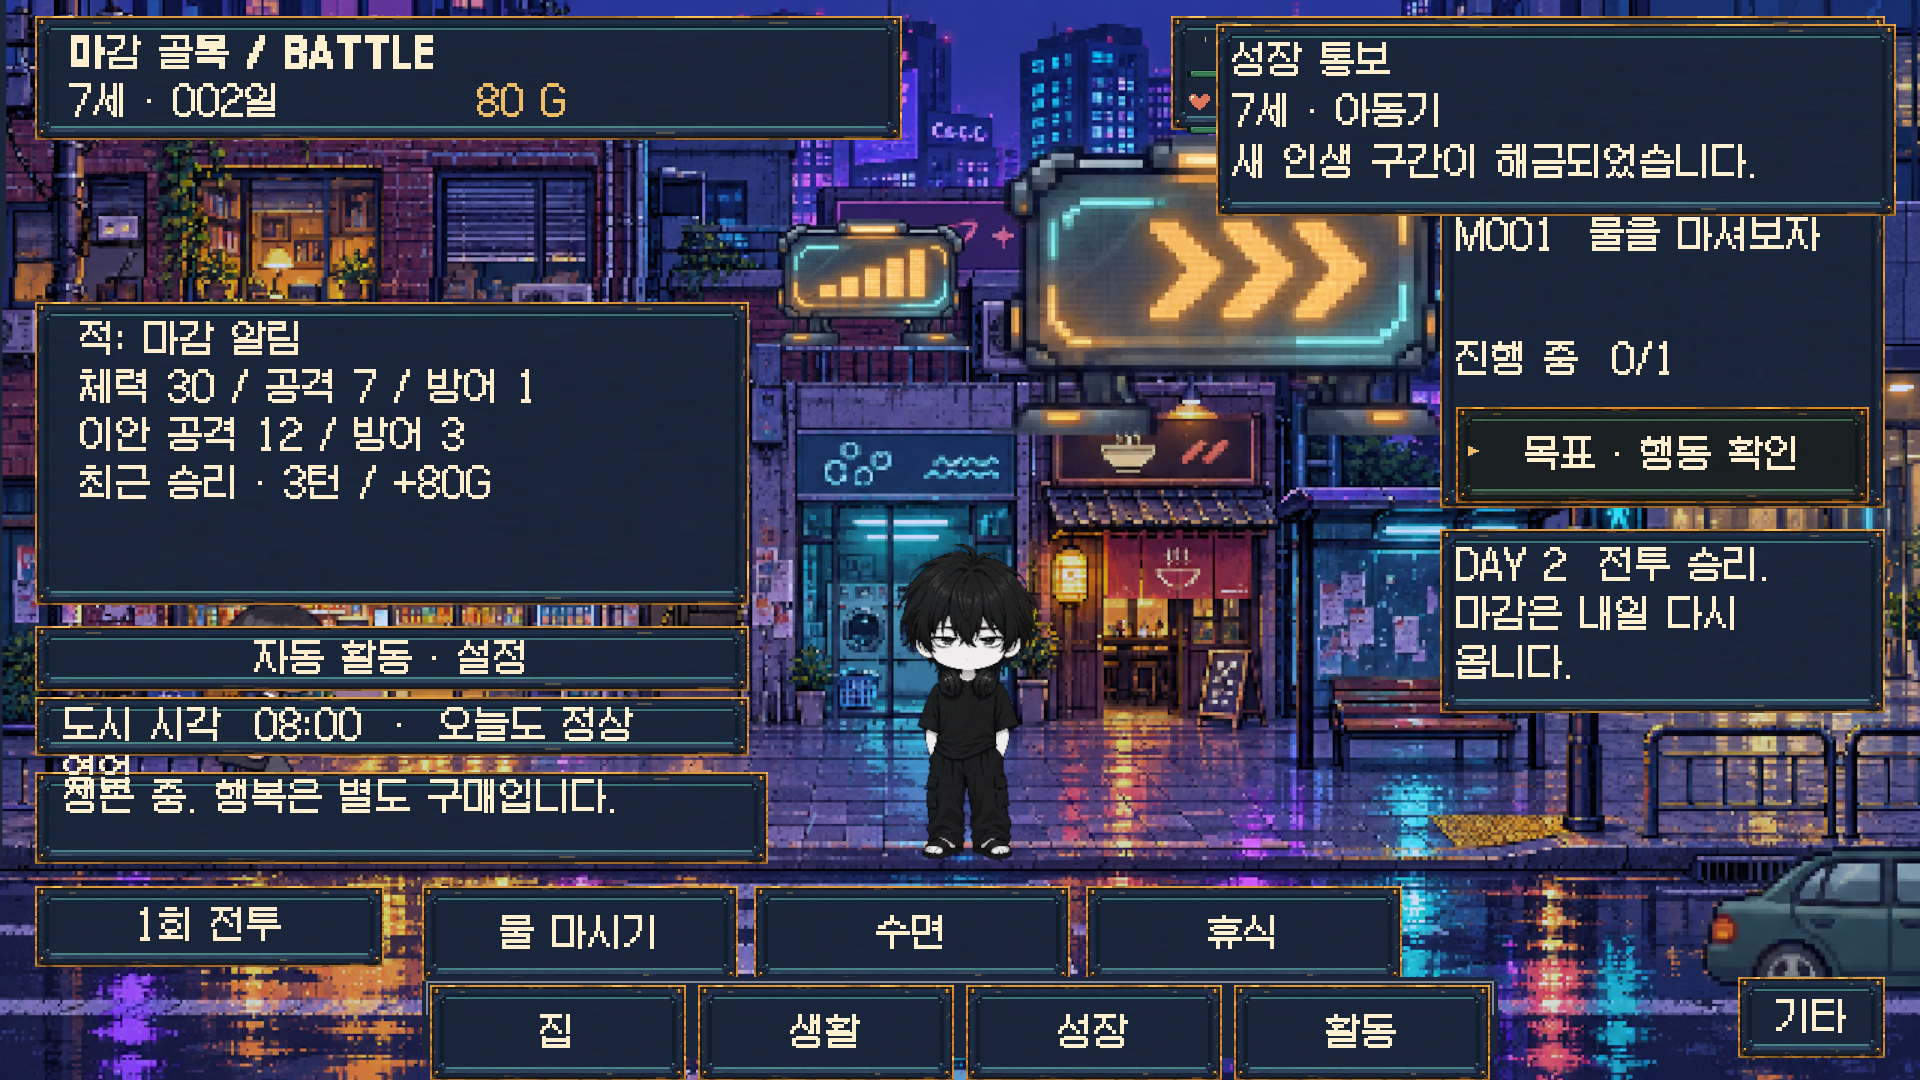 마감 골목 / BATTLE
7세 · 002일 80 G
성장 통보
7세 · 아동기
새 인생 구간이 해금되었습니다.
M001 물을 마셔보자
진행 중 0/1
▸ 목표 · 행동 확인
적: 마감 알림
체력 30 / 공격 7 / 방어 1
이안 공격 12 / 방어 3
최근 승리 · 3턴 / +80G
DAY 2 전투 승리.
마감은 내일 다시
옵니다.
자동 활동 · 설정
도시 시각 08:00 · 오늘도 정상
영업
중. 행복은 별도 구매입니다.
1회 전투
물 마시기
수면
휴식
집
생활
성장
활동
기타